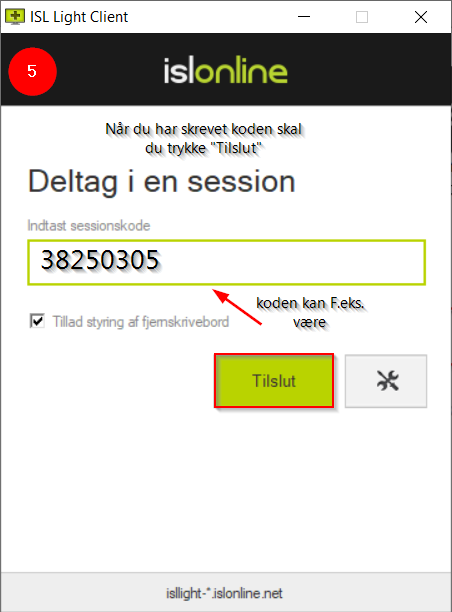 ISL Light Client
5
islonline
Når du har skrevet koden skal
du trykke "Tilslut"
Deltag i en session
Indtast sessionskode
38250305
koden kan F.eks.
være
Tillad styring af fjernskrivebord
Tilslut
isllight-*.islonline.net